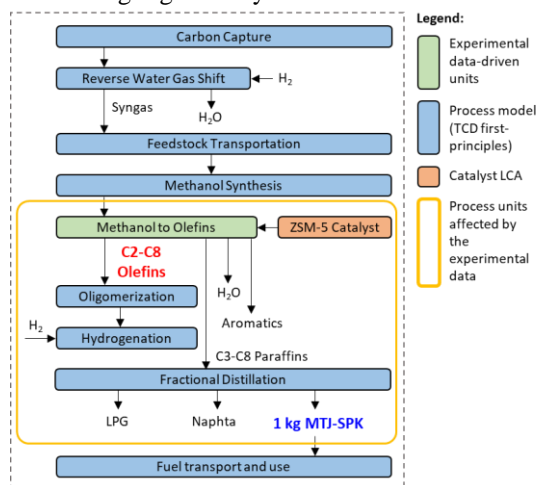 Legend:
Carbon Capture
Experimental
data-driven
units
Reverse Water Gas Shift
H₂
Syngas
H₂O
Process model
(TCD first-
principles)
Feedstock Transportation
Methanol Synthesis
Catalyst LCA
Process units
affected by
the
experimental
data
Methanol to Olefins
ZSM-5 Catalyst
C2-C8
Olefins
H₂O
Oligomerization
Aromatics
H₂
Hydrogenation
C3-C8 Paraffins
Fractional Distillation
LPG
Naphta
1 kg MTJ-SPK
Fuel transport and use